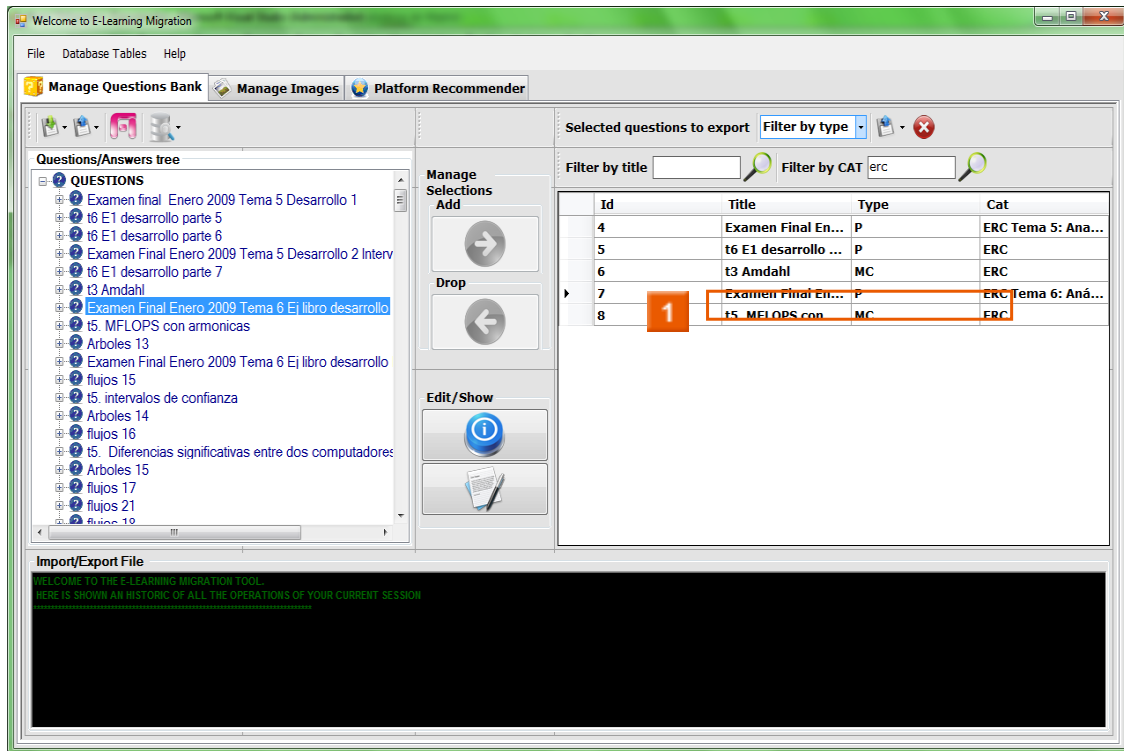 Welcome to E-Learning Migration
File Database Tables Help
Manage Questions Bank Manage Images Platform Recommender
Selected questions to export Filter by type
Questions/Answers tree
Filter by title Filter by CAT erc
QUESTIONS
Examen final Enero 2009 Tema 5 Desarrollo 1
t6 E1 desarrollo parte 5
t6 E1 desarrollo parte 6
Examen Final Enero 2009 Tema 5 Desarrollo 2 Interv
t6 E1 desarrollo parte 7
t3 Amdahl
Examen Final Enero 2009 Tema 6 Ej libro desarrollo
t5. MFLOPS con armonicas
Arboles 13
Examen Final Enero 2009 Tema 6 Ej libro desarrollo
flujos 15
t5. intervalos de confianza
Arboles 14
flujos 16
t5. Diferencias significativas entre dos computadores
Arboles 15
flujos 17
flujos 21
flujos 18
Manage
Selections
Add
Drop
Edit/Show
Id Title Type Cat
4 Examen Final En... P ERC Tema 5: Ana...
5 t6 E1 desarrollo ... P ERC
6 t3 Amdahl MC ERC
7 Examen Final En... P ERC Tema 6: Aná...
8 t5. MFLOPS con MC ERC
1
Import/Export File
WELCOME TO THE E-LEARNING MIGRATION TOOL.
HERE IS SHOWN AN HISTORIC OF ALL THE OPERATIONS OF YOUR CURRENT SESSION